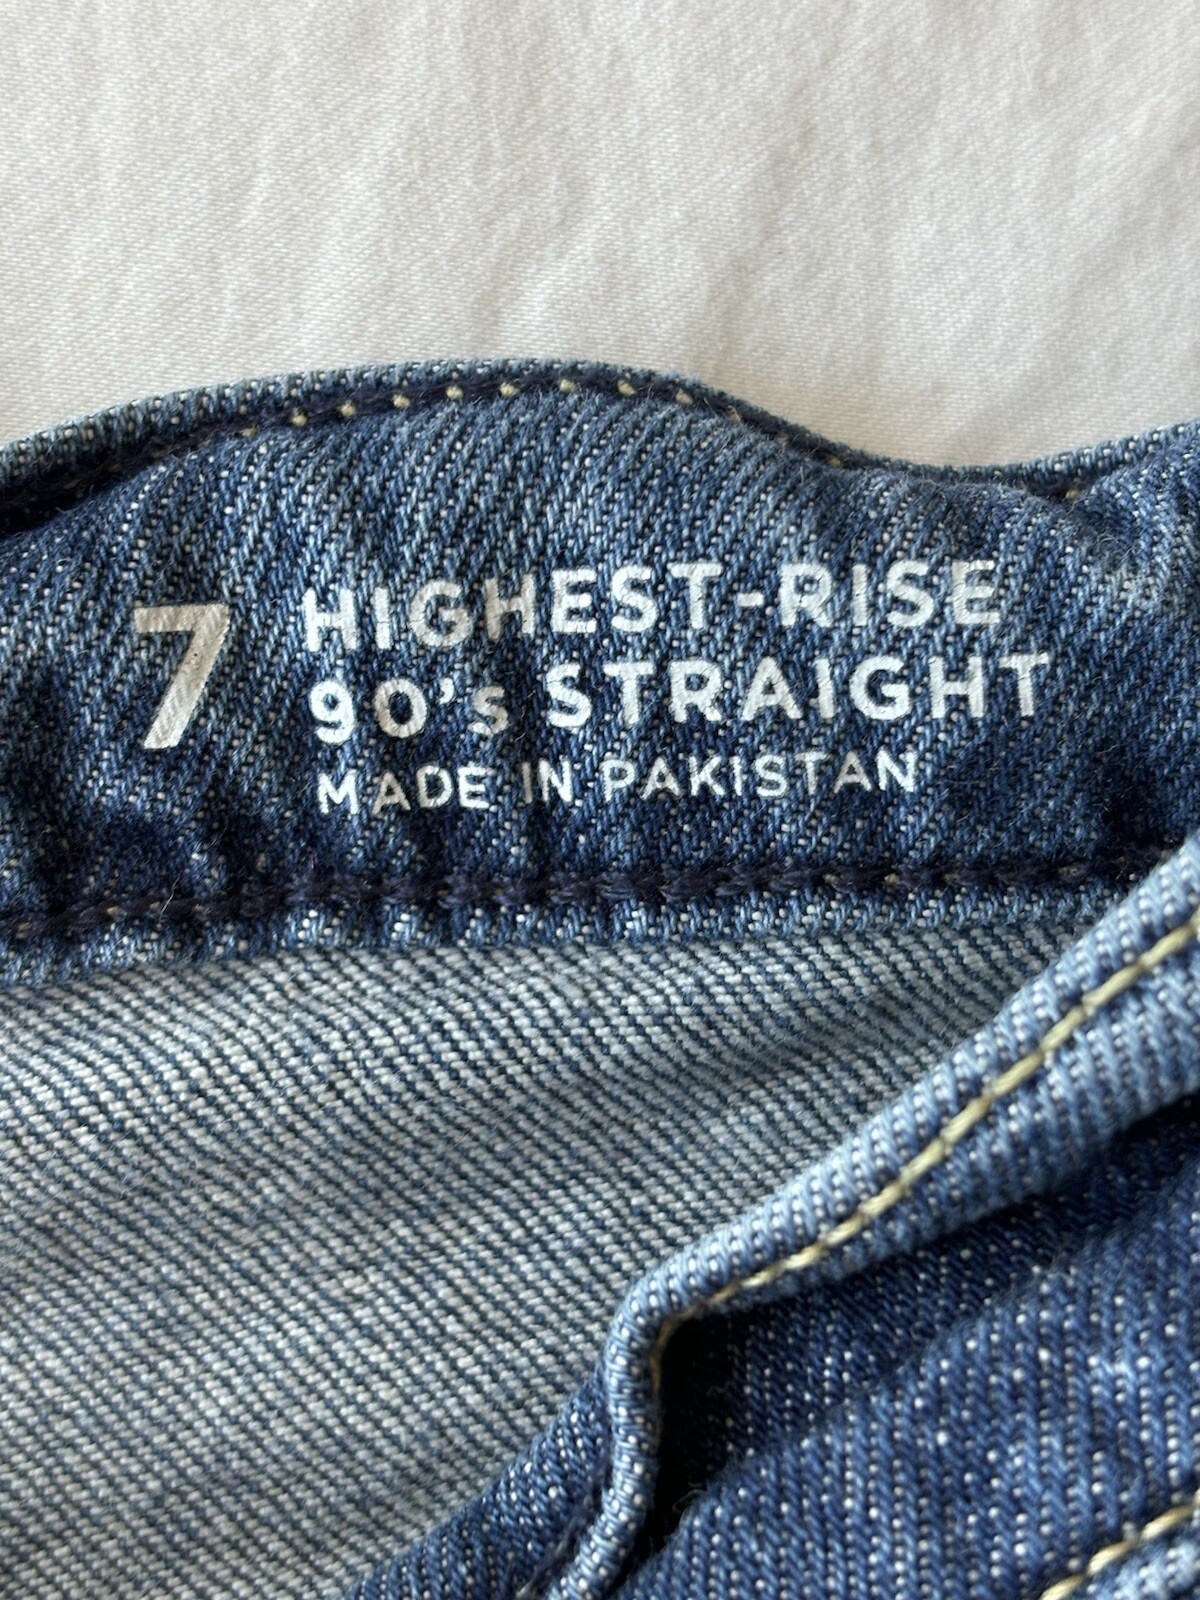 7
HIGHEST-RISE
90's STRAIGHT
MADE IN PAKISTAN